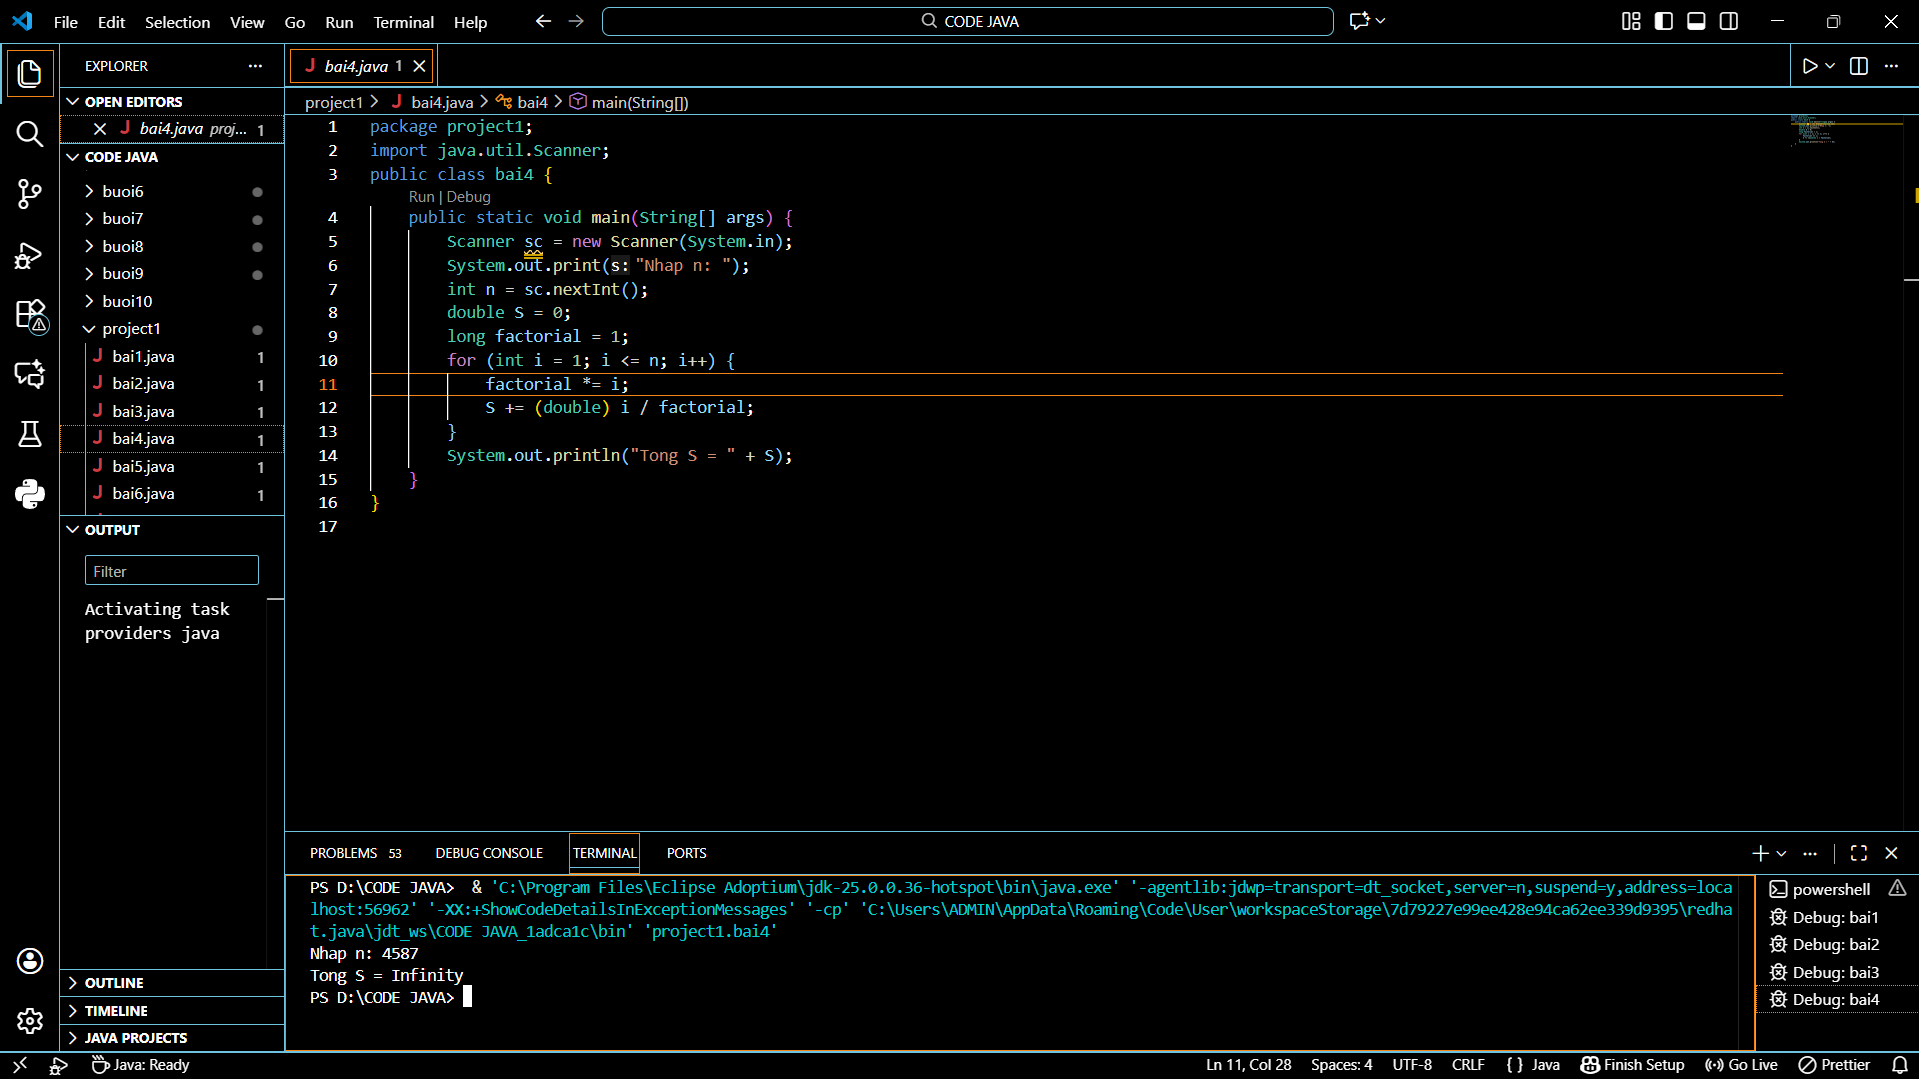 File Edit Selection View Go Run Terminal Help CODE JAVA
EXPLORER
OPEN EDITORS
bai4.java proj... 1
CODE JAVA
buoi6
buoi7
buoi8
buoi9
buoi10
project1
bai1.java 1
bai2.java 1
bai3.java 1
bai4.java 1
bai5.java 1
bai6.java 1
OUTPUT
Filter
Activating task
providers java
OUTLINE
TIMELINE
JAVA PROJECTS
bai4.java 1
project1 > bai4.java > bai4 > main(String[])
1 package project1;
2 import java.util.Scanner;
3 public class bai4 {
Run | Debug
4 public static void main(String[] args) {
5 Scanner sc = new Scanner(System.in);
6 System.out.print(s: "Nhap n: ");
7 int n = sc.nextInt();
8 double S = 0;
9 long factorial = 1;
10 for (int i = 1; i <= n; i++) {
11 factorial *= i;
12 S += (double) i / factorial;
13 }
14 System.out.println("Tong S = " + S);
15 }
16 }
17
PROBLEMS 53 DEBUG CONSOLE TERMINAL PORTS
PS D:\CODE JAVA> & 'C:\Program Files\Eclipse Adoptium\jdk-25.0.0.36-hotspot\bin\java.exe' '-agentlib:jdwp=transport=dt_socket,server=n,suspend=y,address=loca
lhost:56962' '-XX:+ShowCodeDetailsInExceptionMessages' '-cp' 'C:\Users\ADMIN\AppData\Roaming\Code\User\workspaceStorage\7d79227e99ee428e94ca62ee339d9395\redha
t.java\jdt_ws\CODE JAVA_1adca1c\bin' 'project1.bai4'
Nhap n: 4587
Tong S = Infinity
PS D:\CODE JAVA>
powershell
Debug: bai1
Debug: bai2
Debug: bai3
Debug: bai4
Java: Ready Ln 11, Col 28 Spaces: 4 UTF-8 CRLF { } Java Finish Setup Go Live Prettier